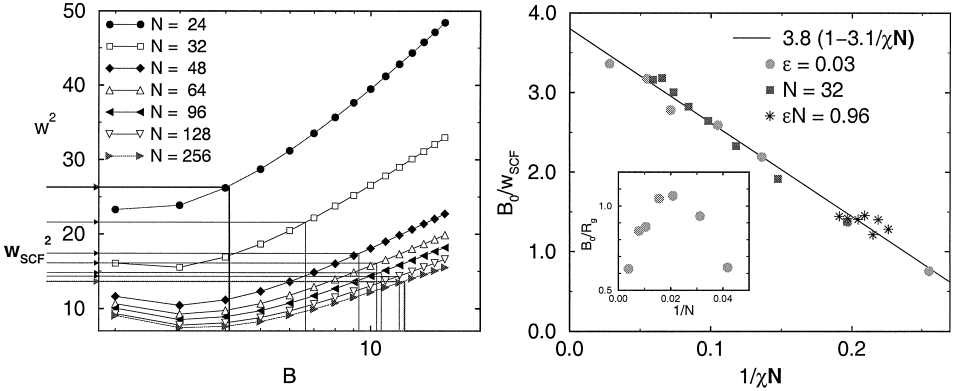 50
40
30
20
10
w²
w_SCF²
N = 24
N = 32
N = 48
N = 64
N = 96
N = 128
N = 256
10
B
4.0
3.0
2.0
1.0
0.0
B₀/w_SCF
3.8 (1−3.1/χN)
ε = 0.03
N = 32
εN = 0.96
1.0
0.5
B₀/R_g
0.00 0.02 0.04
1/N
0.0 0.1 0.2
1/χN